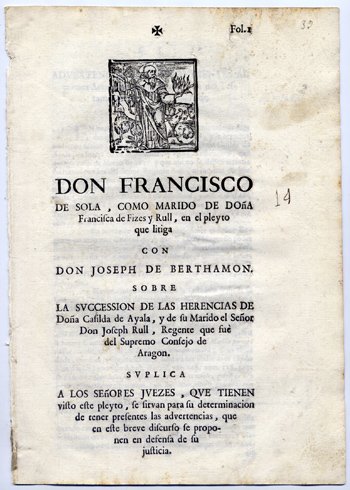 ✠
Fol.1
39
DON FRANCISCO
DE SOLA , COMO MARIDO DE DOñA
Francisca de Fizes y Rull, en el pleyto
que litiga
CON
DON JOSEPH DE BERTHAMON.
SOBRE
LA SVCCESSION DE LAS HERENCIAS DE
Doña Casilda de Ayala, y de su Marido el Señor
Don Joseph Rull, Regente que fuè
del Supremo Consejo de
Aragon.
SVPLICA
A LOS SEñORES JVEZES, QVE TIENEN
visto este pleyto, se sirvan para su determinacion
de tener presentes las advertencias, que
en este breve discurso se propo-
nen en defensa de su
justicia.
14